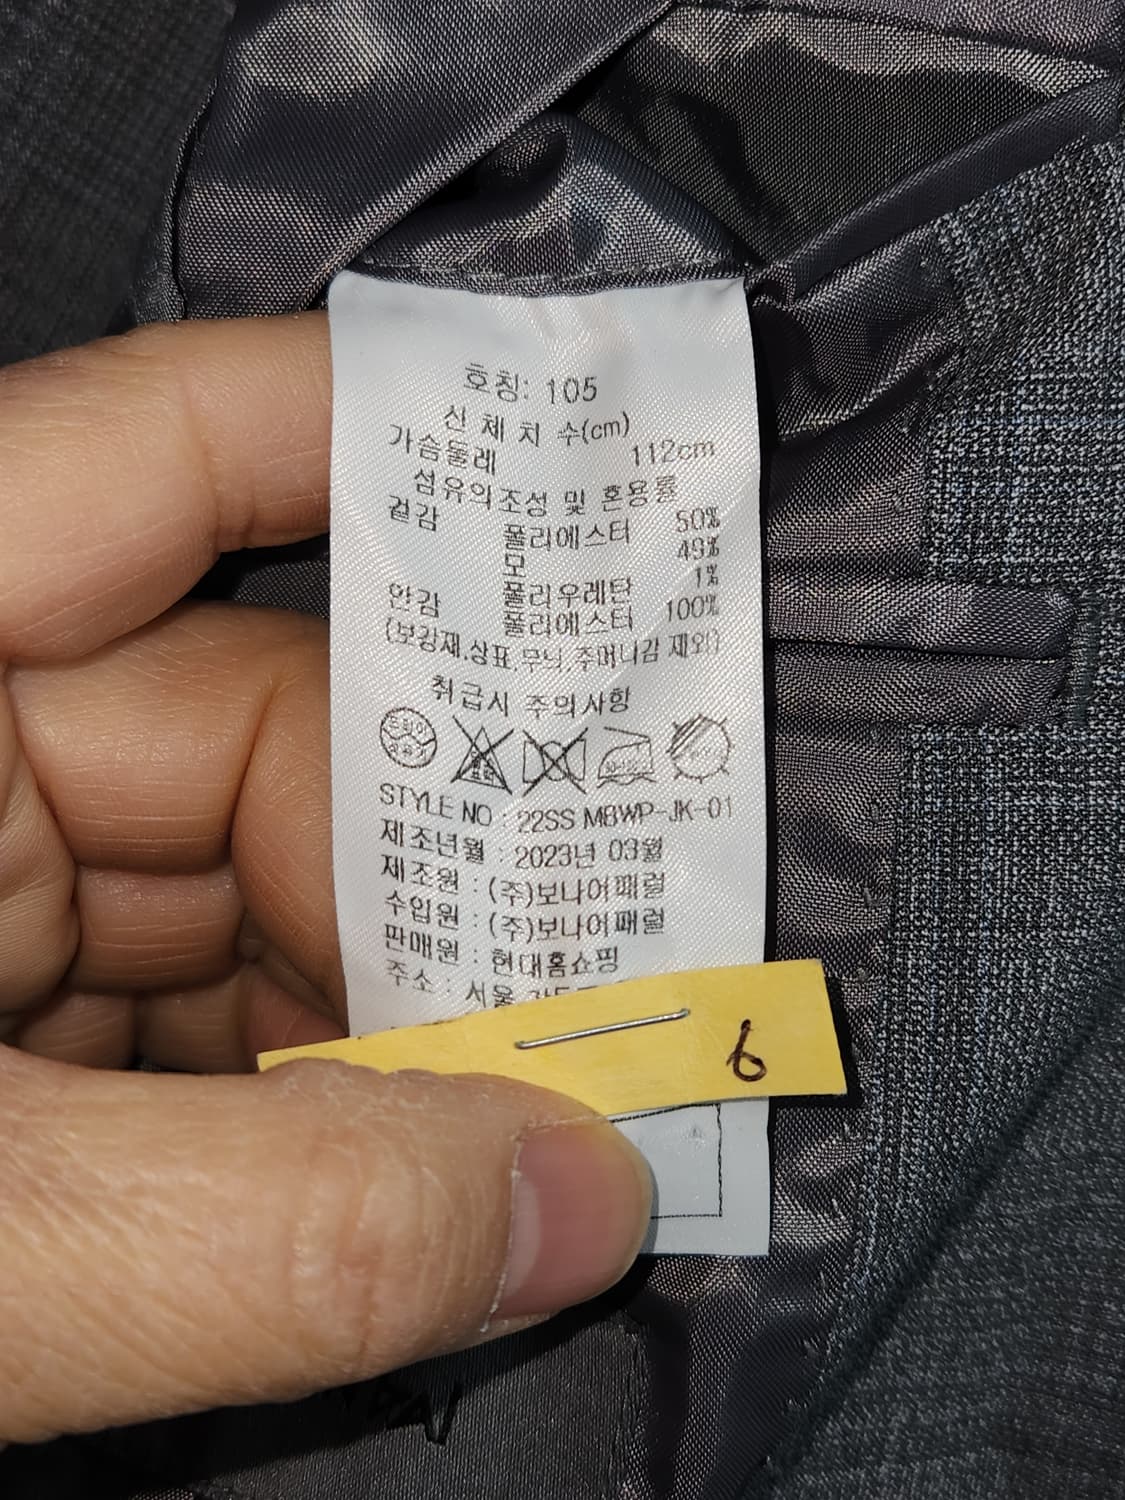 호칭: 105
신 체 치 수(cm)
가슴둘레 112cm
섬유의조성 및 혼용률
겉감 폴리에스터 50%
모 49%
폴리우레탄 1%
안감 폴리에스터 100%
(보강재,상표,무늬,주머니감 제외)
취급시 주의사항
STYLE NO : 22SS MBWP-JK-01
제조년월 : 2023년 03월
제조원 : (주)보나어패럴
수입원 : (주)보나어패럴
판매원 : 현대홈쇼핑
주소 : 서울
6